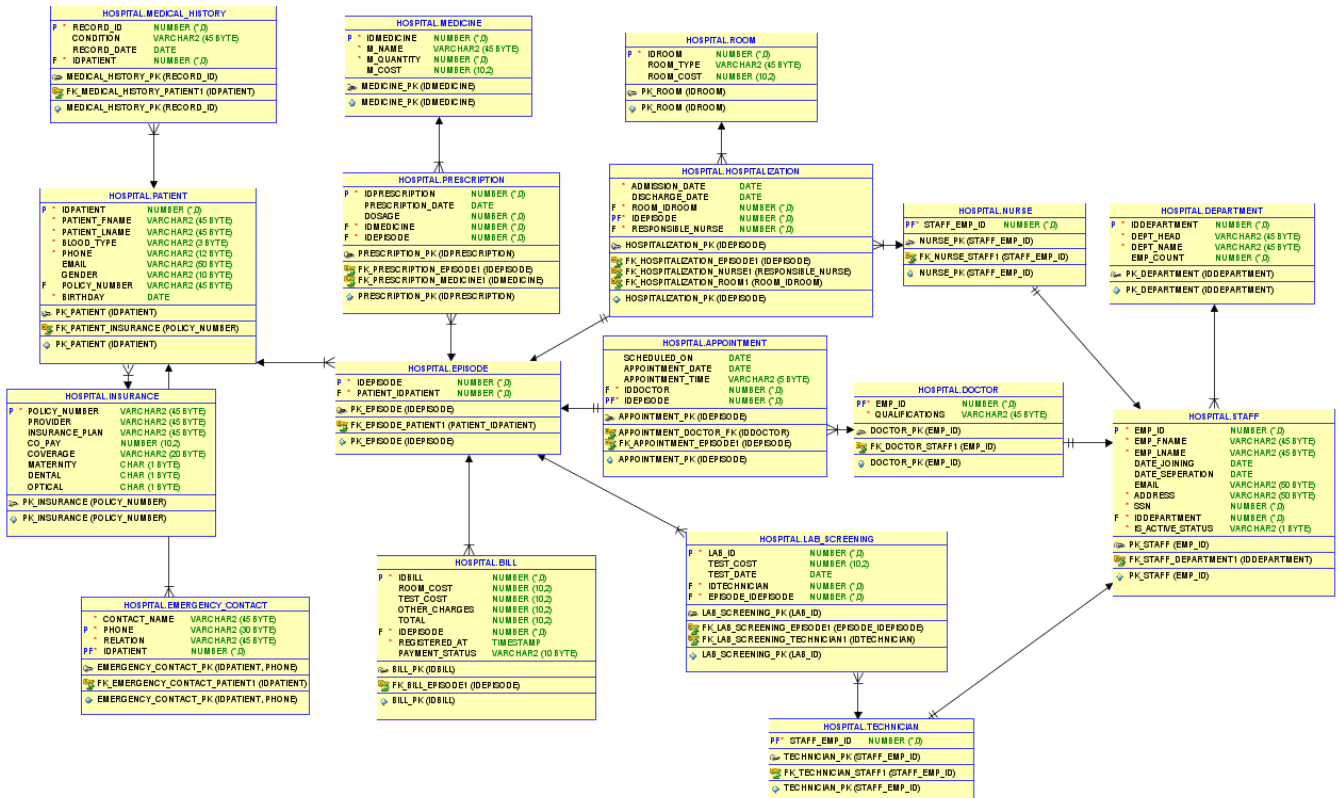 HOSPITAL.MEDICAL_HISTORY
P * RECORD_ID NUMBER (*,0)
CONDITION VARCHAR2 (45 BYTE)
RECORD_DATE DATE
F * IDPATIENT NUMBER (*,0)
MEDICAL_HISTORY_PK (RECORD_ID)
FK_MEDICAL_HISTORY_PATIENT1 (IDPATIENT)
MEDICAL_HISTORY_PK (RECORD_ID)
HOSPITAL.MEDICINE
P * IDMEDICINE NUMBER (*,0)
* M_NAME VARCHAR2 (45 BYTE)
* M_QUANTITY NUMBER (*,0)
* M_COST NUMBER (10,2)
MEDICINE_PK (IDMEDICINE)
MEDICINE_PK (IDMEDICINE)
HOSPITAL.ROOM
P * IDROOM NUMBER (*,0)
ROOM_TYPE VARCHAR2 (45 BYTE)
ROOM_COST NUMBER (10,2)
PK_ROOM (IDROOM)
PK_ROOM (IDROOM)
HOSPITAL.PATIENT
P * IDPATIENT NUMBER (*,0)
* PATIENT_FNAME VARCHAR2 (45 BYTE)
* PATIENT_LNAME VARCHAR2 (45 BYTE)
* BLOOD_TYPE VARCHAR2 (3 BYTE)
* PHONE VARCHAR2 (12 BYTE)
EMAIL VARCHAR2 (50 BYTE)
GENDER VARCHAR2 (10 BYTE)
F POLICY_NUMBER VARCHAR2 (45 BYTE)
* BIRTHDAY DATE
PK_PATIENT (IDPATIENT)
FK_PATIENT_INSURANCE (POLICY_NUMBER)
PK_PATIENT (IDPATIENT)
HOSPITAL.PRESCRIPTION
P * IDPRESCRIPTION NUMBER (*,0)
PRESCRIPTION_DATE DATE
DOSAGE NUMBER (*,0)
F * IDMEDICINE NUMBER (*,0)
F * IDEPISODE NUMBER (*,0)
PRESCRIPTION_PK (IDPRESCRIPTION)
FK_PRESCRIPTION_EPISODE1 (IDEPISODE)
FK_PRESCRIPTION_MEDICINE1 (IDMEDICINE)
PRESCRIPTION_PK (IDPRESCRIPTION)
HOSPITAL.HOSPITALIZATION
* ADMISSION_DATE DATE
DISCHARGE_DATE DATE
F * ROOM_IDROOM NUMBER (*,0)
PF* IDEPISODE NUMBER (*,0)
F * RESPONSIBLE_NURSE NUMBER (*,0)
HOSPITALIZATION_PK (IDEPISODE)
FK_HOSPITALIZATION_EPISODE1 (IDEPISODE)
FK_HOSPITALIZATION_NURSE1 (RESPONSIBLE_NURSE)
FK_HOSPITALIZATION_ROOM1 (ROOM_IDROOM)
HOSPITALIZATION_PK (IDEPISODE)
HOSPITAL.NURSE
PF* STAFF_EMP_ID NUMBER (*,0)
NURSE_PK (STAFF_EMP_ID)
FK_NURSE_STAFF1 (STAFF_EMP_ID)
NURSE_PK (STAFF_EMP_ID)
HOSPITAL.DEPARTMENT
P * IDDEPARTMENT NUMBER (*,0)
* DEPT_HEAD VARCHAR2 (45 BYTE)
* DEPT_NAME VARCHAR2 (45 BYTE)
EMP_COUNT NUMBER (*,0)
PK_DEPARTMENT (IDDEPARTMENT)
PK_DEPARTMENT (IDDEPARTMENT)
HOSPITAL.INSURANCE
P * POLICY_NUMBER VARCHAR2 (45 BYTE)
PROVIDER VARCHAR2 (45 BYTE)
INSURANCE_PLAN VARCHAR2 (45 BYTE)
CO_PAY NUMBER (10,2)
COVERAGE VARCHAR2 (20 BYTE)
MATERNITY CHAR (1 BYTE)
DENTAL CHAR (1 BYTE)
OPTICAL CHAR (1 BYTE)
PK_INSURANCE (POLICY_NUMBER)
PK_INSURANCE (POLICY_NUMBER)
HOSPITAL.EPISODE
P * IDEPISODE NUMBER (*,0)
F * PATIENT_IDPATIENT NUMBER (*,0)
PK_EPISODE (IDEPISODE)
FK_EPISODE_PATIENT1 (PATIENT_IDPATIENT)
PK_EPISODE (IDEPISODE)
HOSPITAL.APPOINTMENT
SCHEDULED_ON DATE
APPOINTMENT_DATE DATE
APPOINTMENT_TIME VARCHAR2 (5 BYTE)
F * IDDOCTOR NUMBER (*,0)
PF* IDEPISODE NUMBER (*,0)
APPOINTMENT_PK (IDEPISODE)
APPOINTMENT_DOCTOR_FK (IDDOCTOR)
FK_APPOINTMENT_EPISODE1 (IDEPISODE)
APPOINTMENT_PK (IDEPISODE)
HOSPITAL.DOCTOR
PF* EMP_ID NUMBER (*,0)
* QUALIFICATIONS VARCHAR2 (45 BYTE)
DOCTOR_PK (EMP_ID)
FK_DOCTOR_STAFF1 (EMP_ID)
DOCTOR_PK (EMP_ID)
HOSPITAL.STAFF
P * EMP_ID NUMBER (*,0)
* EMP_FNAME VARCHAR2 (45 BYTE)
* EMP_LNAME VARCHAR2 (45 BYTE)
DATE_JOINING DATE
DATE_SEPERATION DATE
EMAIL VARCHAR2 (50 BYTE)
* ADDRESS VARCHAR2 (50 BYTE)
* SSN NUMBER (*,0)
F * IDDEPARTMENT NUMBER (*,0)
* IS_ACTIVE_STATUS VARCHAR2 (1 BYTE)
PK_STAFF (EMP_ID)
FK_STAFF_DEPARTMENT1 (IDDEPARTMENT)
PK_STAFF (EMP_ID)
HOSPITAL.EMERGENCY_CONTACT
* CONTACT_NAME VARCHAR2 (45 BYTE)
P * PHONE VARCHAR2 (30 BYTE)
* RELATION VARCHAR2 (45 BYTE)
PF* IDPATIENT NUMBER (*,0)
EMERGENCY_CONTACT_PK (IDPATIENT, PHONE)
FK_EMERGENCY_CONTACT_PATIENT1 (IDPATIENT)
EMERGENCY_CONTACT_PK (IDPATIENT, PHONE)
HOSPITAL.BILL
P * IDBILL NUMBER (*,0)
ROOM_COST NUMBER (10,2)
TEST_COST NUMBER (10,2)
OTHER_CHARGES NUMBER (10,2)
TOTAL NUMBER (10,2)
F * IDEPISODE NUMBER (*,0)
* REGISTERED_AT TIMESTAMP
PAYMENT_STATUS VARCHAR2 (10 BYTE)
BILL_PK (IDBILL)
FK_BILL_EPISODE1 (IDEPISODE)
BILL_PK (IDBILL)
HOSPITAL.LAB_SCREENING
P * LAB_ID NUMBER (*,0)
TEST_COST NUMBER (10,2)
TEST_DATE DATE
F * IDTECHNICIAN NUMBER (*,0)
F * EPISODE_IDEPISODE NUMBER (*,0)
LAB_SCREENING_PK (LAB_ID)
FK_LAB_SCREENING_EPISODE1 (EPISODE_IDEPISODE)
FK_LAB_SCREENING_TECHNICIAN1 (IDTECHNICIAN)
LAB_SCREENING_PK (LAB_ID)
HOSPITAL.TECHNICIAN
PF* STAFF_EMP_ID NUMBER (*,0)
TECHNICIAN_PK (STAFF_EMP_ID)
FK_TECHNICIAN_STAFF1 (STAFF_EMP_ID)
TECHNICIAN_PK (STAFF_EMP_ID)